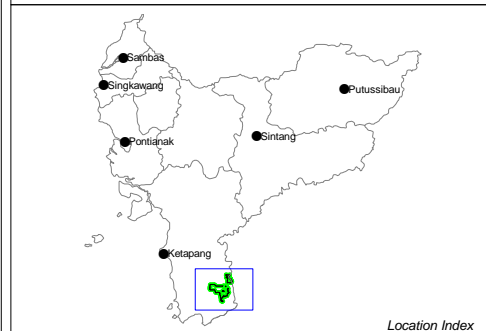 Sambas
Singkawang
Putussibau
Sintang
Pontianak
Ketapang
Location Index